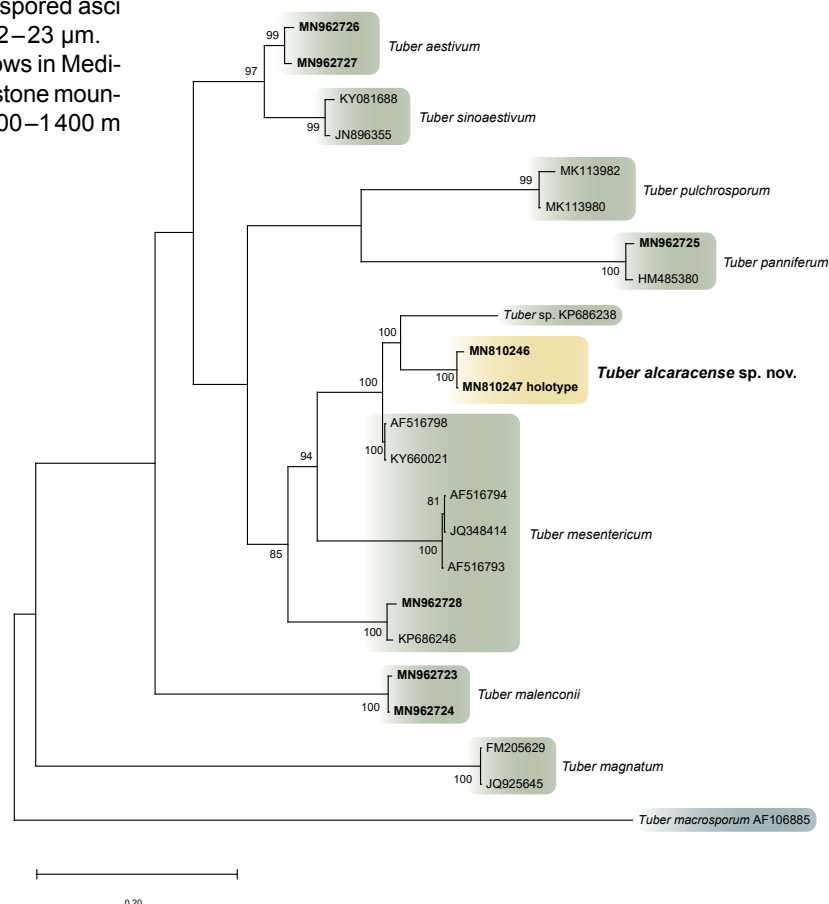 spored asci
2–23 µm.
ows in Medi-
stone moun-
00–1400 m
99
MN962726
MN962727
Tuber aestivum
97
KY081688
99
JN896355
Tuber sinoaestivum
99
MK113982
MK113980
Tuber pulchrosporum
MN962725
100
HM485380
Tuber panniferum
Tuber sp. KP686238
100
MN810246
100
MN810247 holotype
Tuber alcaracense sp. nov.
100
AF516798
100
KY660021
94
81
AF516794
JQ348414
100
AF516793
Tuber mesentericum
85
MN962728
100
KP686246
MN962723
100
MN962724
Tuber malenconii
FM205629
100
JQ925645
Tuber magnatum
Tuber macrosporum AF106885
0.20